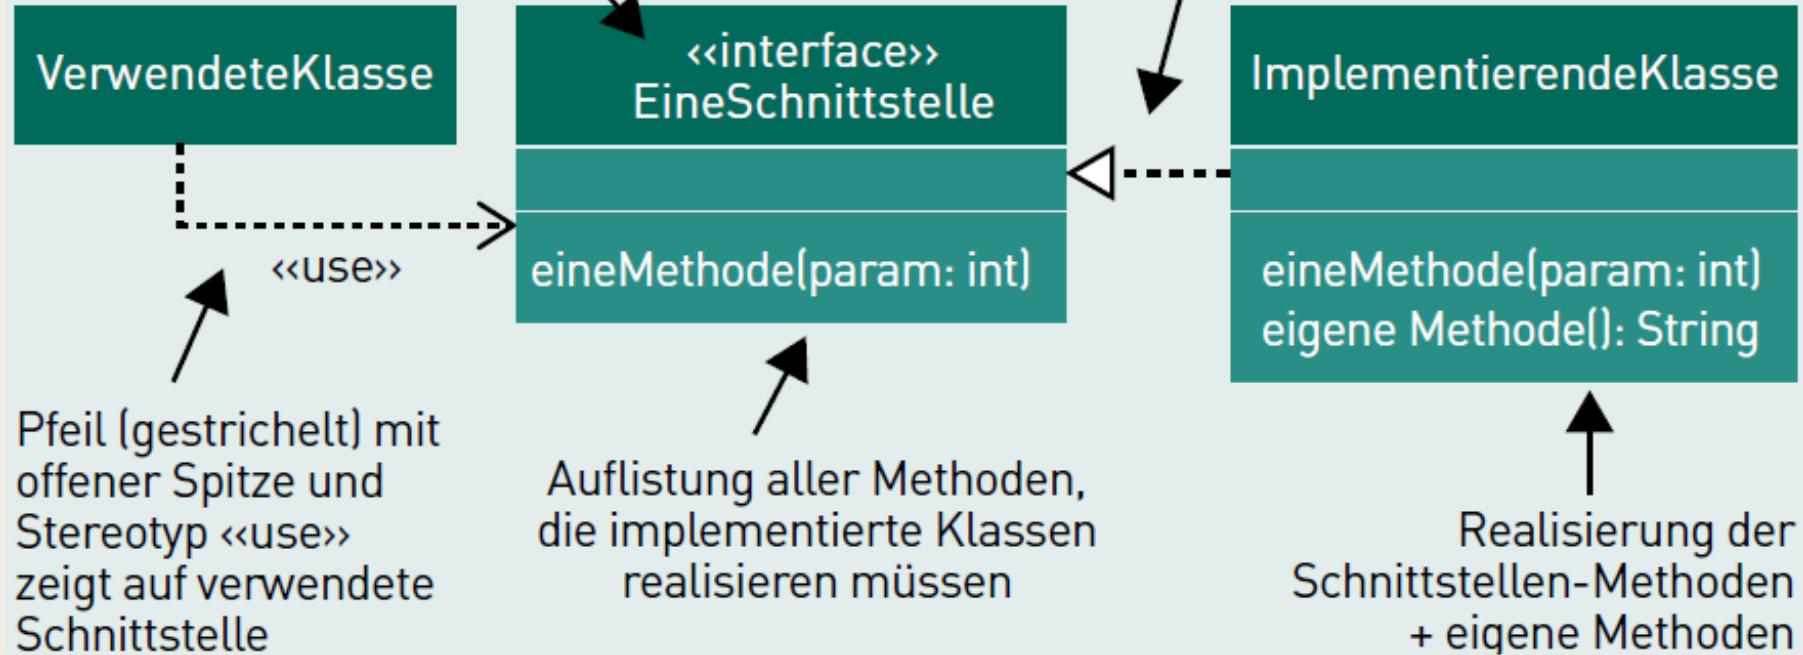 VerwendeteKlasse
‹‹interface››
EineSchnittstelle
ImplementierendeKlasse
‹‹use››
eineMethode(param: int)
eineMethode(param: int)
eigene Methode(): String
Pfeil (gestrichelt) mit
offener Spitze und
Stereotyp ‹‹use››
zeigt auf verwendete
Schnittstelle
Auflistung aller Methoden,
die implementierte Klassen
realisieren müssen
Realisierung der
Schnittstellen-Methoden
+ eigene Methoden